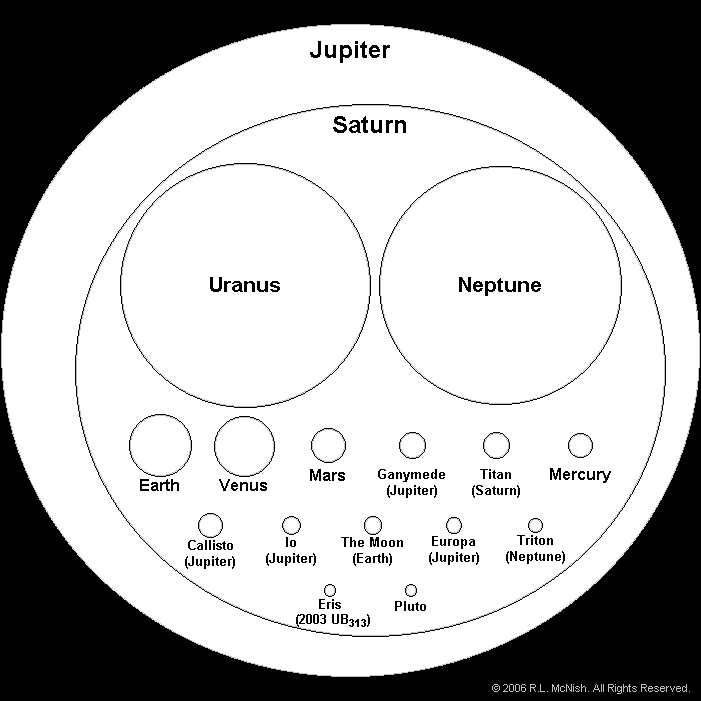 Jupiter
Saturn
Uranus
Neptune
Earth
Venus
Mars
Ganymede
(Jupiter)
Titan
(Saturn)
Mercury
Callisto
(Jupiter)
Io
(Jupiter)
The Moon
(Earth)
Europa
(Jupiter)
Triton
(Neptune)
Eris
(2003 UB313)
Pluto
© 2006 R.L. McNish. All Rights Reserved.